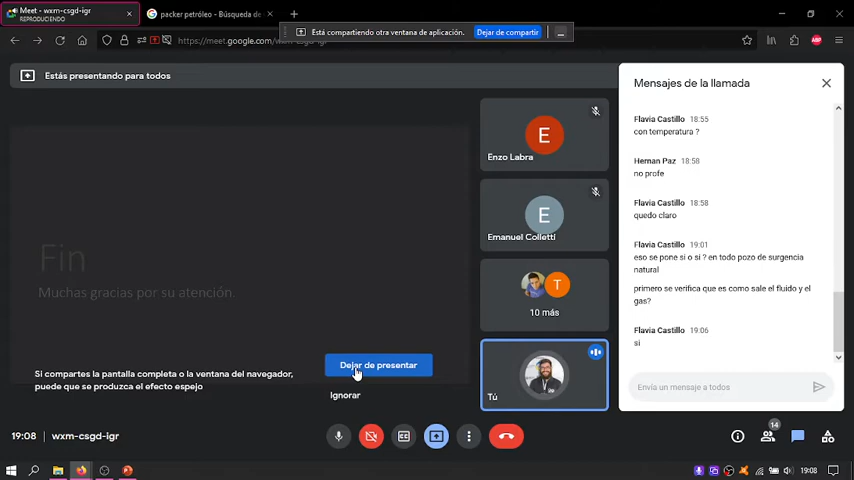 Meet - wxm-csgd-igr
REPRODUCIENDO
packer petróleo - Búsqueda de
Está compartiendo otra ventana de aplicación.
Dejar de compartir
https://meet.google.com/wxm-csgd-igr
ABP
Estás presentando para todos
Mensajes de la llamada
Flavia Castillo 18:55
con temperatura ?
Hernan Paz 18:58
no profe
Flavia Castillo 18:58
quedo claro
Flavia Castillo 19:01
eso se pone si o si ? en todo pozo de surgencia
natural
primero se verifica que es como sale el fluido y el
gas?
Flavia Castillo 19:06
si
Envía un mensaje a todos
E
Enzo Labra
E
Emanuel Colletti
T
10 más
Tú
Fin
Muchas gracias por su atención.
Dejar de presentar
Si compartes la pantalla completa o la ventana del navegador,
puede que se produzca el efecto espejo
Ignorar
19:08
wxm-csgd-igr
14
19:08